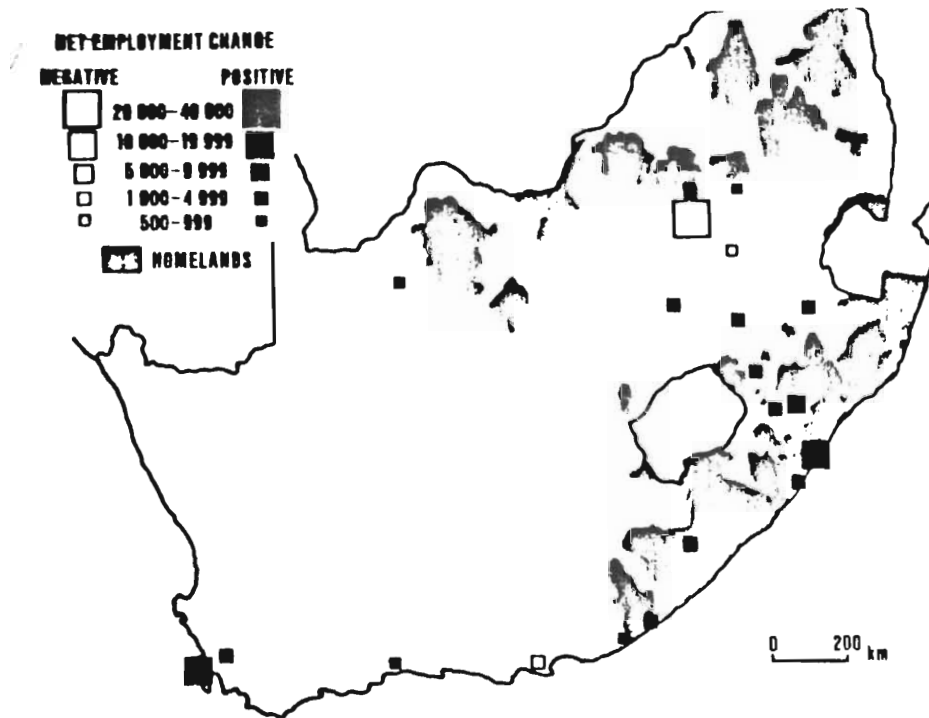 NET EMPLOYMENT CHANGE
NEGATIVE POSITIVE
20 000-40 000
10 000-19 999
5 000-9 999
1 000-4 999
500-999
HOMELANDS
0 200 km